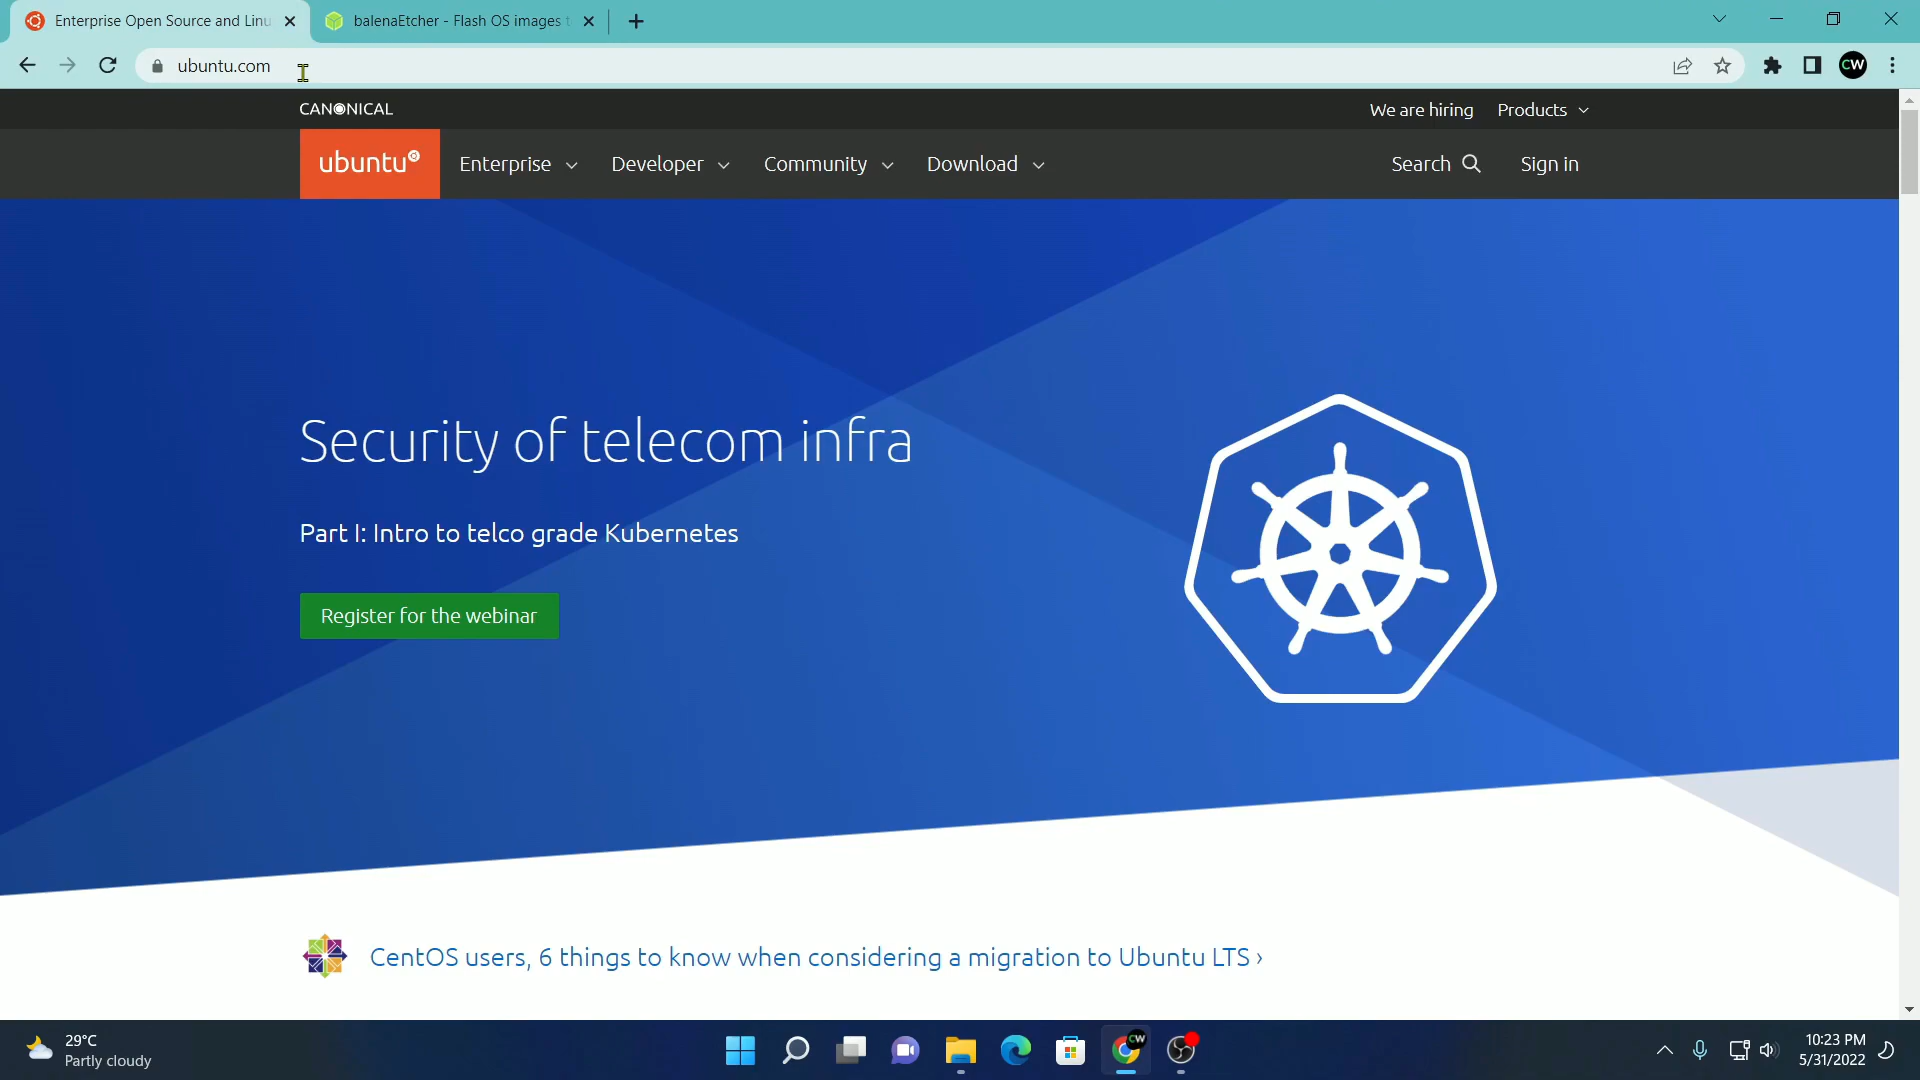 Enterprise Open Source and Linu
balenaEtcher - Flash OS images t
ubuntu.com
CW
CANONICAL
We are hiring
Products
ubuntu
Enterprise
Developer
Community
Download
Search
Sign in
Security of telecom infra
Part I: Intro to telco grade Kubernetes
Register for the webinar
CentOS users, 6 things to know when considering a migration to Ubuntu LTS ›
29°C
Partly cloudy
CW
10:23 PM
5/31/2022